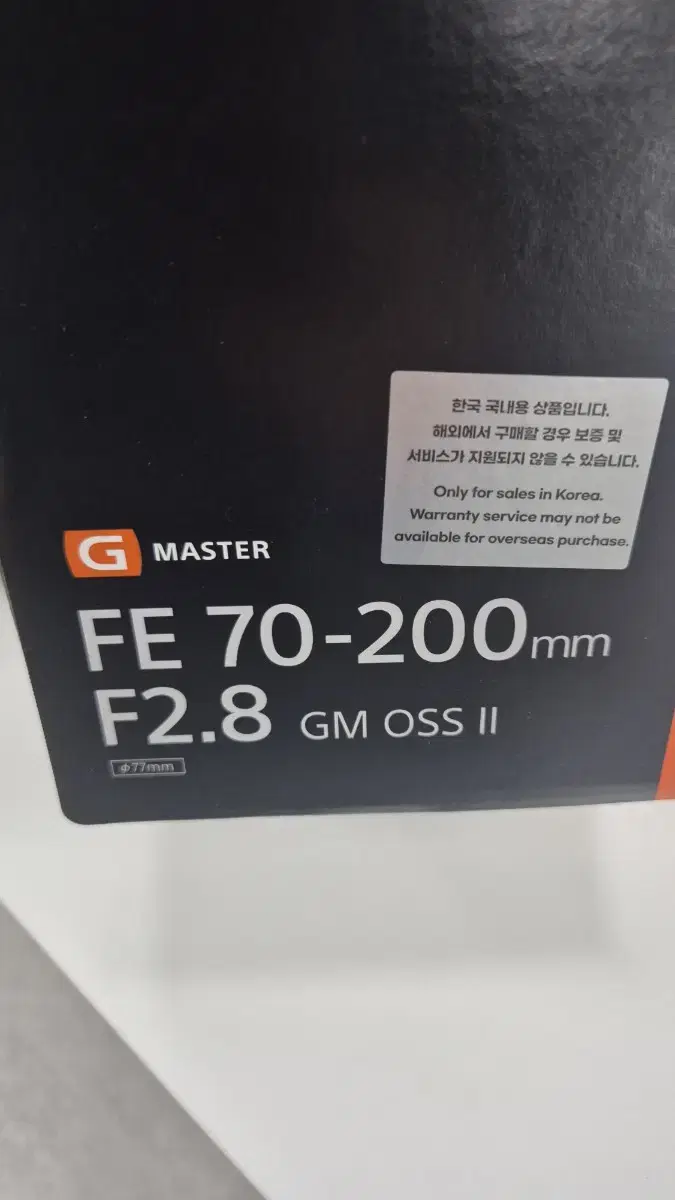 한국 국내용 상품입니다.
해외에서 구매할 경우 보증 및
서비스가 지원되지 않을 수 있습니다.
Only for sales in Korea.
Warranty service may not be
available for overseas purchase.
G MASTER
FE 70-200mm
F2.8 GM OSS II
Φ77mm